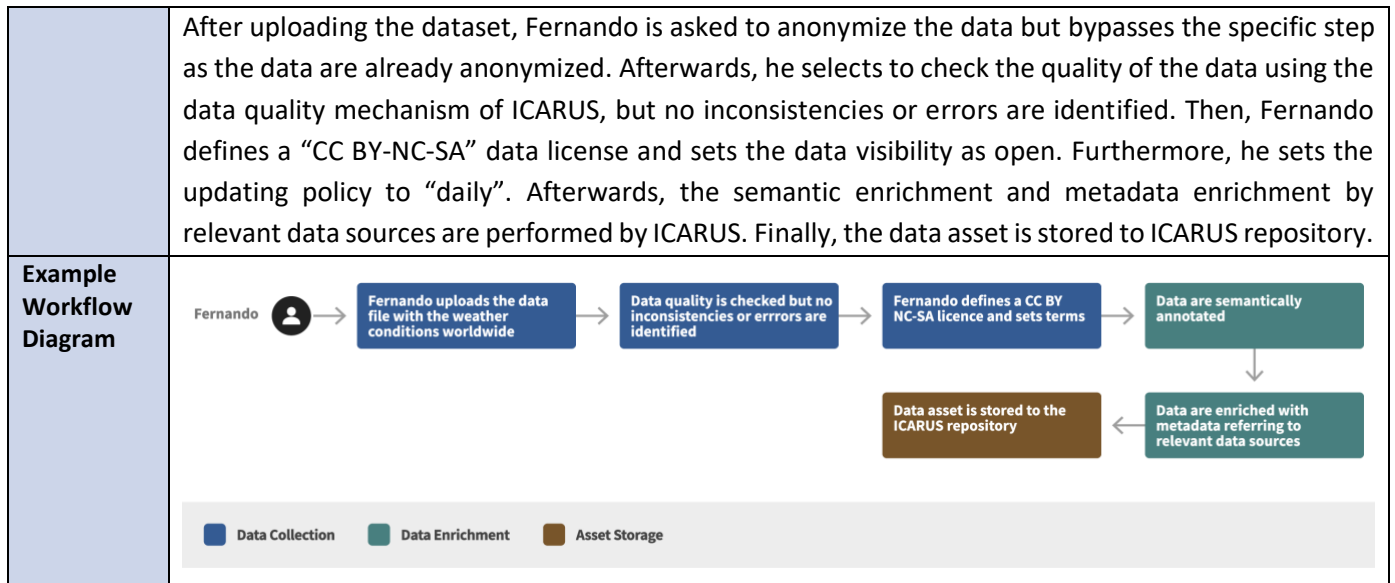 After uploading the dataset, Fernando is asked to anonymize the data but bypasses the specific step
as the data are already anonymized. Afterwards, he selects to check the quality of the data using the
data quality mechanism of ICARUS, but no inconsistencies or errors are identified. Then, Fernando
defines a “CC BY-NC-SA” data license and sets the data visibility as open. Furthermore, he sets the
updating policy to “daily”. Afterwards, the semantic enrichment and metadata enrichment by
relevant data sources are performed by ICARUS. Finally, the data asset is stored to ICARUS repository.
Example
Workflow
Diagram
Fernando
Fernando uploads the data
file with the weather
conditions worldwide
Data quality is checked but no
inconsistencies or errrors are
identified
Fernando defines a CC BY
NC-SA licence and sets terms
Data are semantically
annotated
Data are enriched with
metadata referring to
relevant data sources
Data asset is stored to the
ICARUS repository
Data Collection
Data Enrichment
Asset Storage